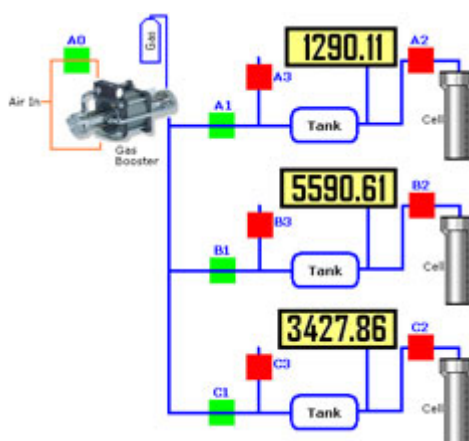 A0
Gas
1290.11
A2
Air In
A3
A1
Tank
Cell
Gas
Booster
5590.61
B2
B3
B1
Tank
Cell
3427.86
C2
C3
C1
Tank
Cell